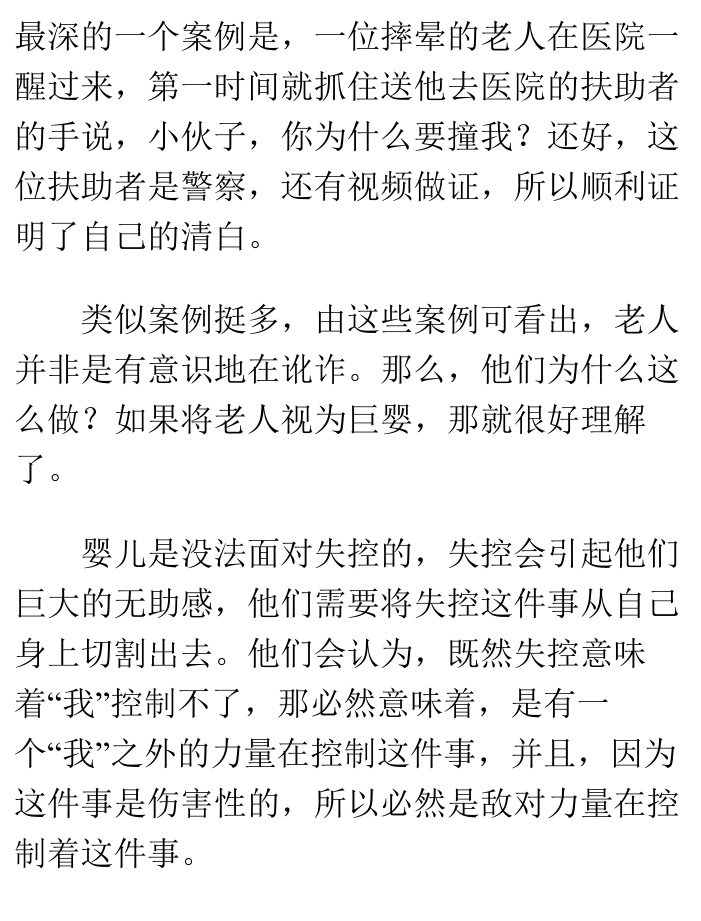 最深的一个案例是，一位摔晕的老人在医院一
醒过来，第一时间就抓住送他去医院的扶助者
的手说，小伙子，你为什么要撞我？还好，这
位扶助者是警察，还有视频做证，所以顺利证
明了自己的清白。
类似案例挺多，由这些案例可看出，老人
并非是有意识地在讹诈。那么，他们为什么这
么做？如果将老人视为巨婴，那就很好理解
了。
婴儿是没法面对失控的，失控会引起他们
巨大的无助感，他们需要将失控这件事从自己
身上切割出去。他们会认为，既然失控意味
着“我”控制不了，那必然意味着，是有一
个“我”之外的力量在控制这件事，并且，因为
这件事是伤害性的，所以必然是敌对力量在控
制着这件事。